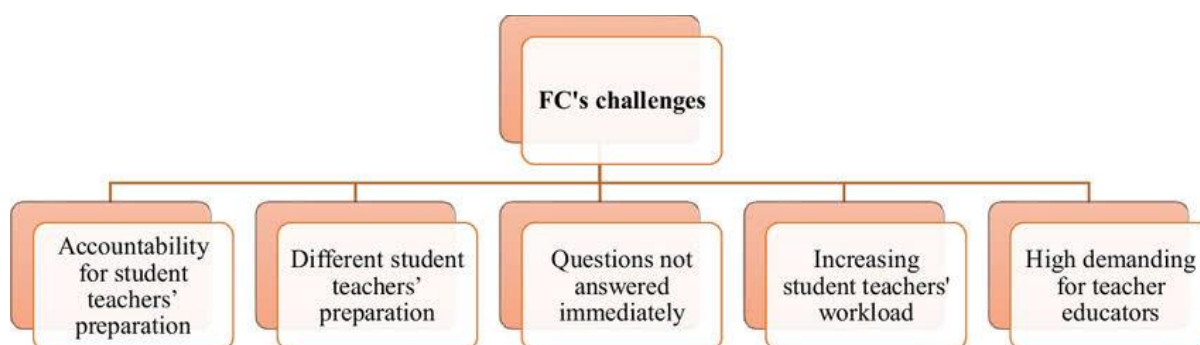 FC's challenges
Accountability
for student
teachers’
preparation
Different student
teachers’
preparation
Questions not
answered
immediately
Increasing
student teachers'
workload
High demanding
for teacher
educators